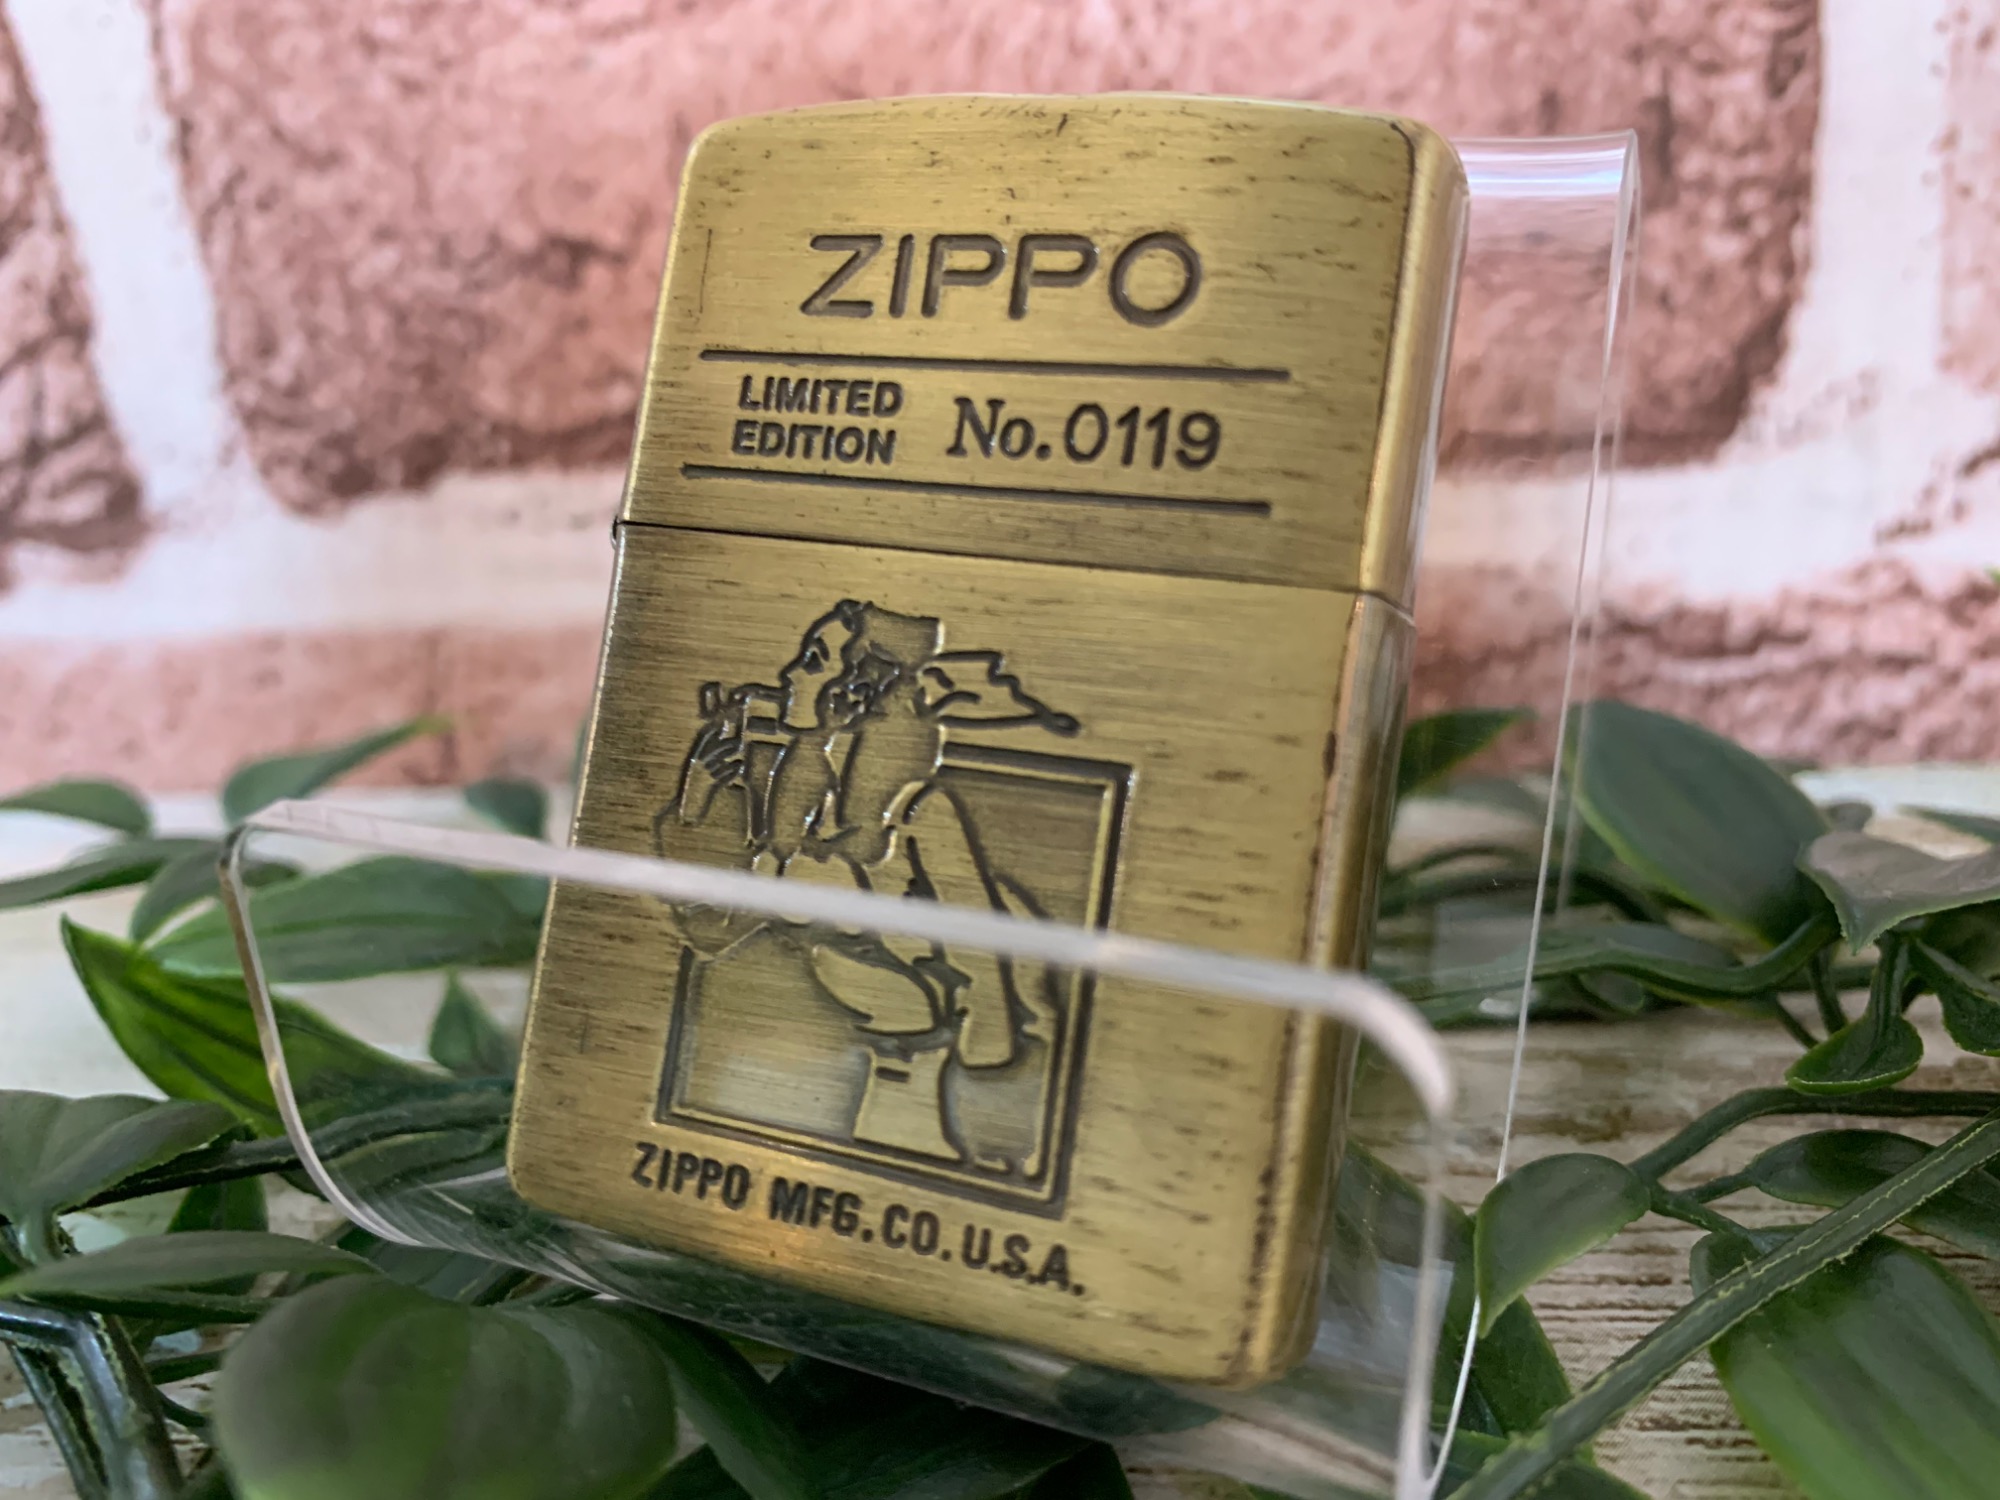 ZIPPO
LIMITED
EDITION
No.0119
ZIPPO MFG.CO.U.S.A.